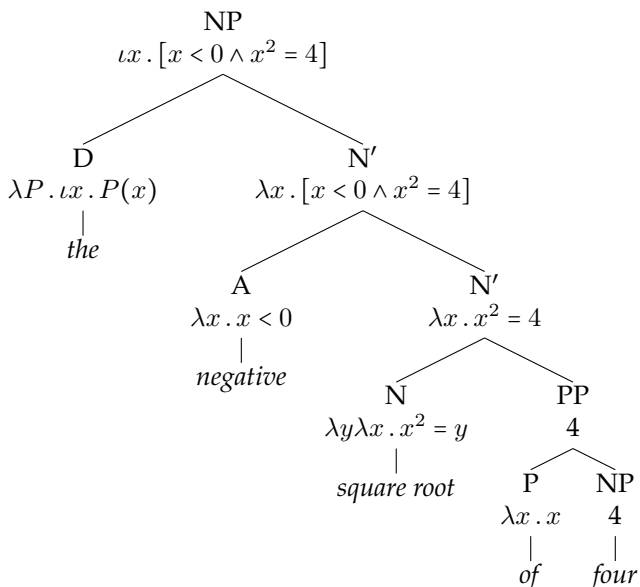 NP
ιx . [x < 0 ∧ x² = 4]
D N′
λP . ιx . P(x) λx . [x < 0 ∧ x² = 4]
the
A N′
λx . x < 0 λx . x² = 4
negative
N PP
λyλx . x² = y 4
square root
P NP
λx . x 4
of four